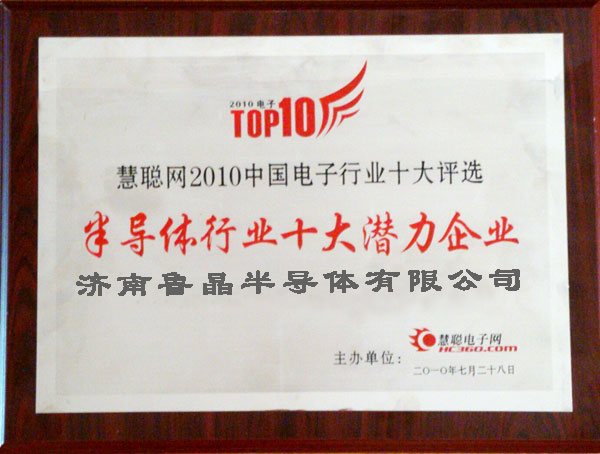 2010 电子
TOP10
慧聪网2010中国电子行业十大评选
半导体行业十大潜力企业
济南鲁晶半导体有限公司
慧聪电子网
HC360.com
主办单位：
二〇一〇年七月二十八日